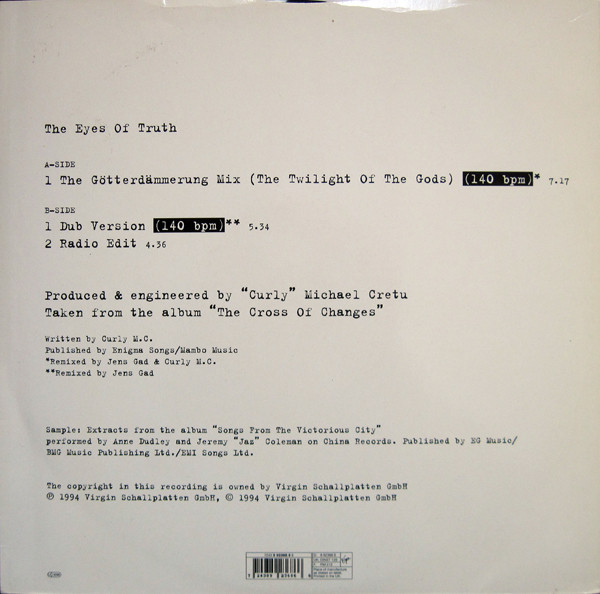 The Eyes Of Truth
A-SIDE
1 The Götterdämmerung Mix (The Twilight Of The Gods) (140 bpm)* 7.17
B-SIDE
1 Dub Version (140 bpm)** 5.34
2 Radio Edit 4.36
Produced & engineered by “Curly” Michael Cretu
Taken from the album “The Cross Of Changes”
Written by Curly M.C.
Published by Enigma Songs/Mambo Music
*Remixed by Jens Gad & Curly M.C.
**Remixed by Jens Gad
Sample: Extracts from the album “Songs From The Victorious City”
performed by Anne Dudley and Jeremy “Jaz” Coleman on China Records. Published by EG Music/
BMG Music Publishing Ltd./EMI Songs Ltd.
The copyright in this recording is owned by Virgin Schallplatten GmbH
℗ 1994 Virgin Schallplatten GmbH, © 1994 Virgin Schallplatten GmbH